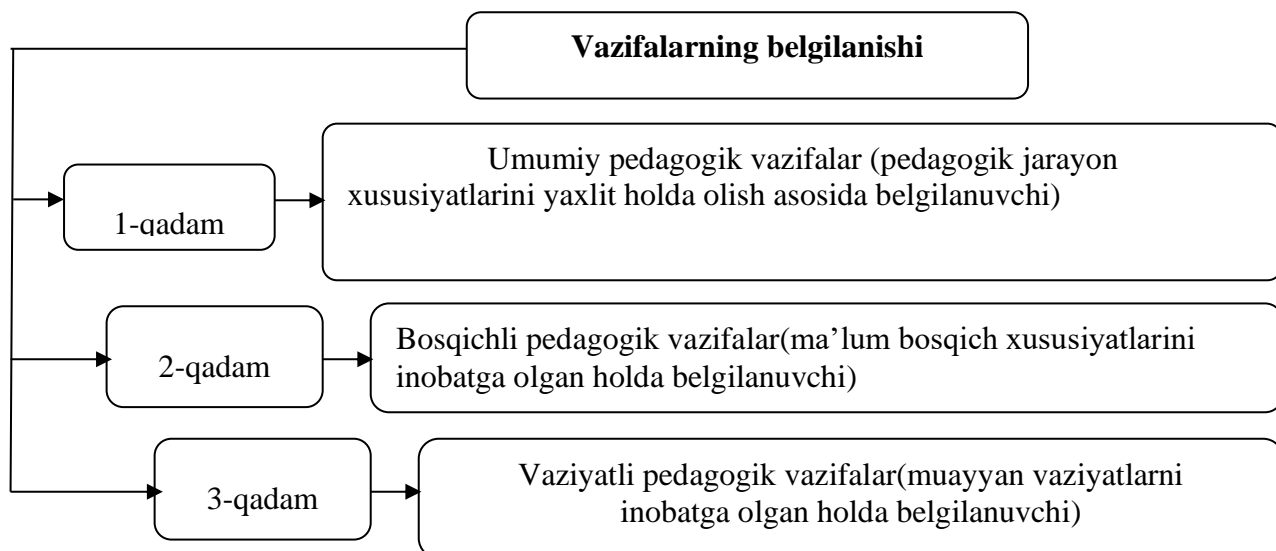 Vazifalarning belgilanishi
Umumiy pedagogik vazifalar (pedagogik jarayon
xususiyatlarini yaxlit holda olish asosida belgilanuvchi)
1-qadam
Bosqichli pedagogik vazifalar(ma’lum bosqich xususiyatlarini
inobatga olgan holda belgilanuvchi)
2-qadam
Vaziyatli pedagogik vazifalar(muayyan vaziyatlarni
inobatga olgan holda belgilanuvchi)
3-qadam